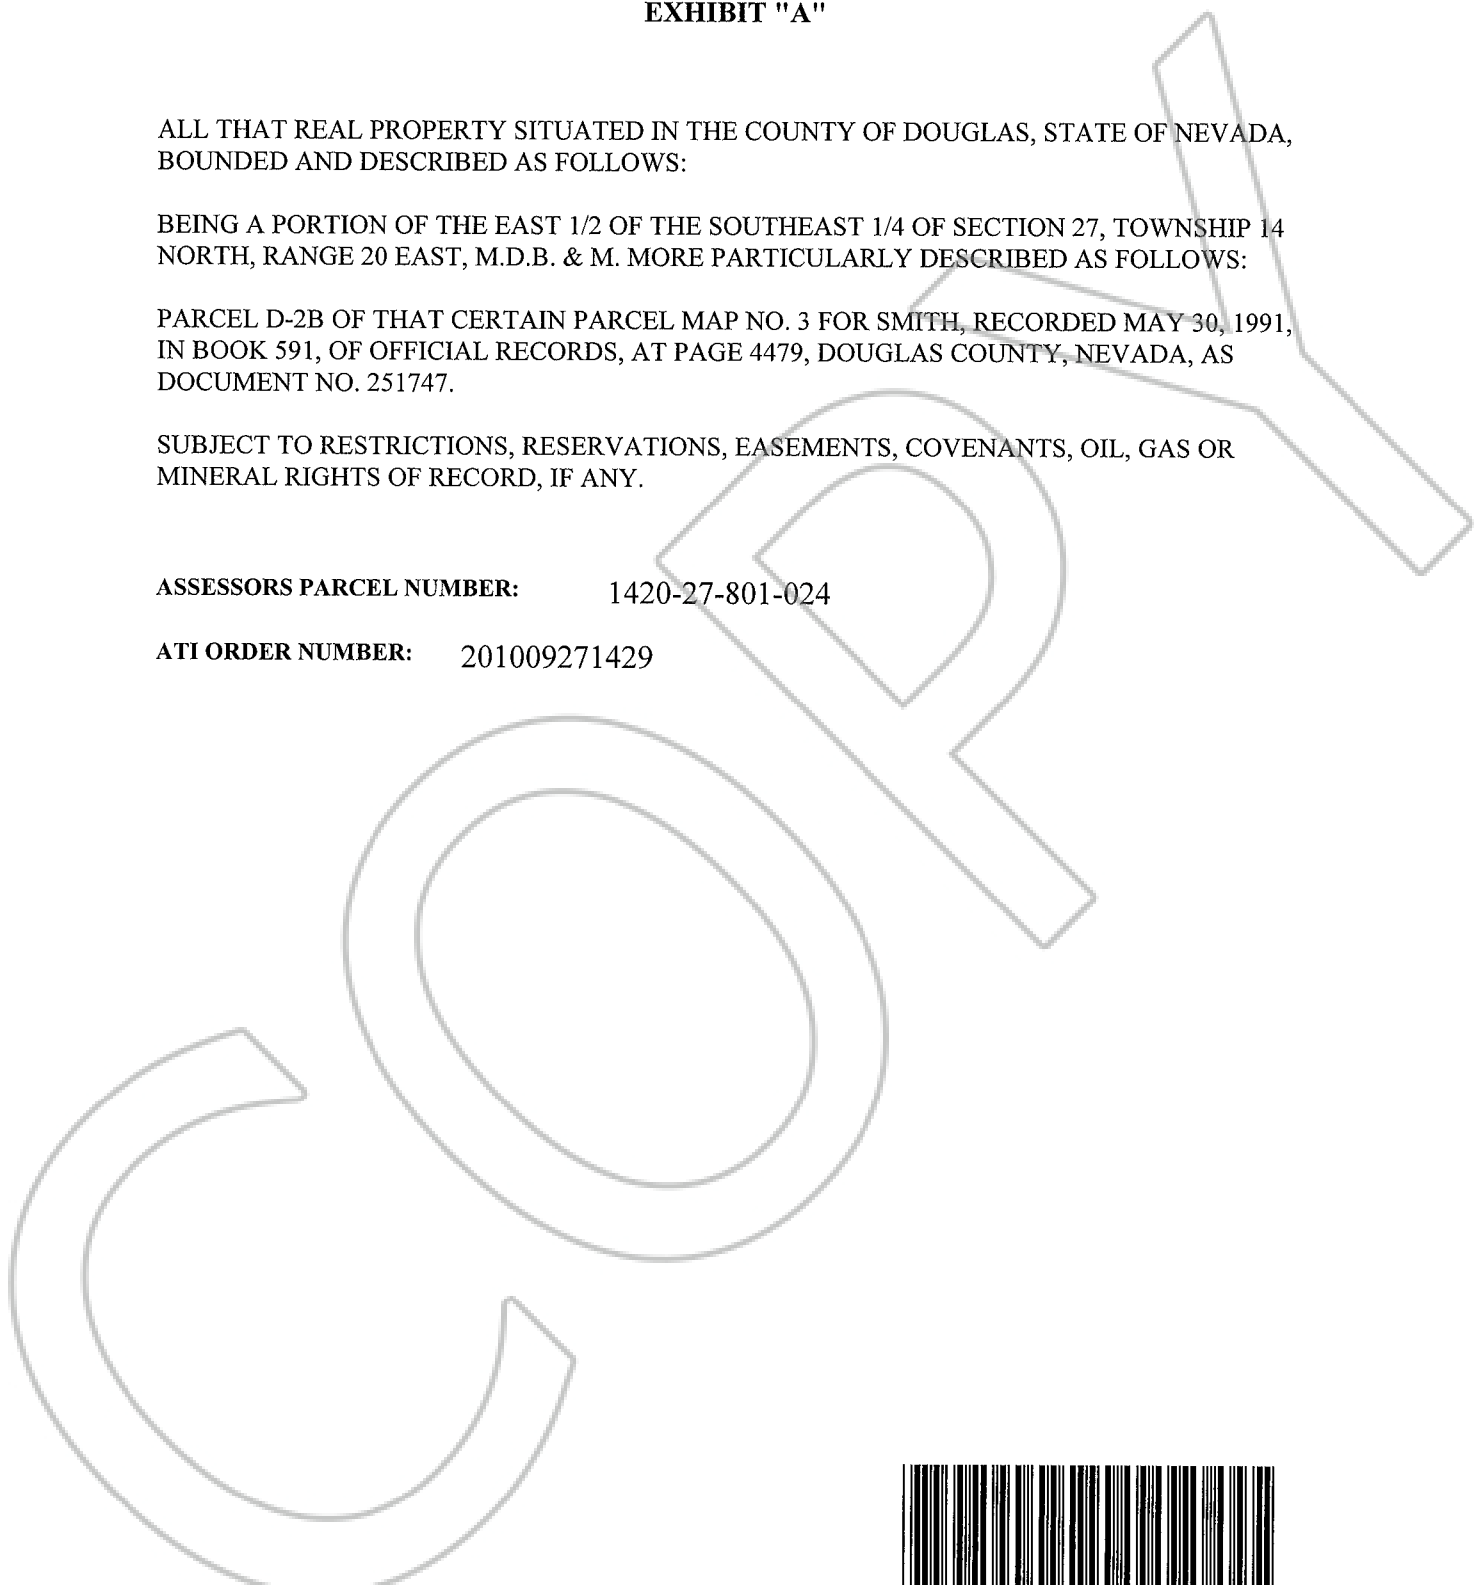 EXHIBIT "A"
ALL THAT REAL PROPERTY SITUATED IN THE COUNTY OF DOUGLAS, STATE OF NEVADA,
BOUNDED AND DESCRIBED AS FOLLOWS:
BEING A PORTION OF THE EAST 1/2 OF THE SOUTHEAST 1/4 OF SECTION 27, TOWNSHIP 14
NORTH, RANGE 20 EAST, M.D.B. & M. MORE PARTICULARLY DESCRIBED AS FOLLOWS:
PARCEL D-2B OF THAT CERTAIN PARCEL MAP NO. 3 FOR SMITH, RECORDED MAY 30, 1991,
IN BOOK 591, OF OFFICIAL RECORDS, AT PAGE 4479, DOUGLAS COUNTY, NEVADA, AS
DOCUMENT NO. 251747.
SUBJECT TO RESTRICTIONS, RESERVATIONS, EASEMENTS, COVENANTS, OIL, GAS OR
MINERAL RIGHTS OF RECORD, IF ANY.
ASSESSORS PARCEL NUMBER: 1420-27-801-024
ATI ORDER NUMBER: 201009271429
COPY